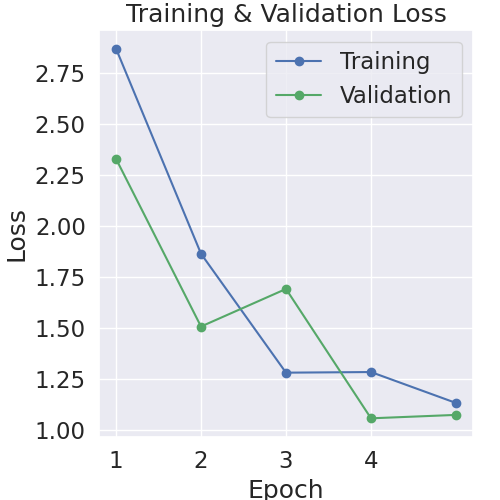 Training & Validation Loss
Training
Validation
2.75
2.50
2.25
2.00
1.75
1.50
1.25
1.00
Loss
1 2 3 4
Epoch